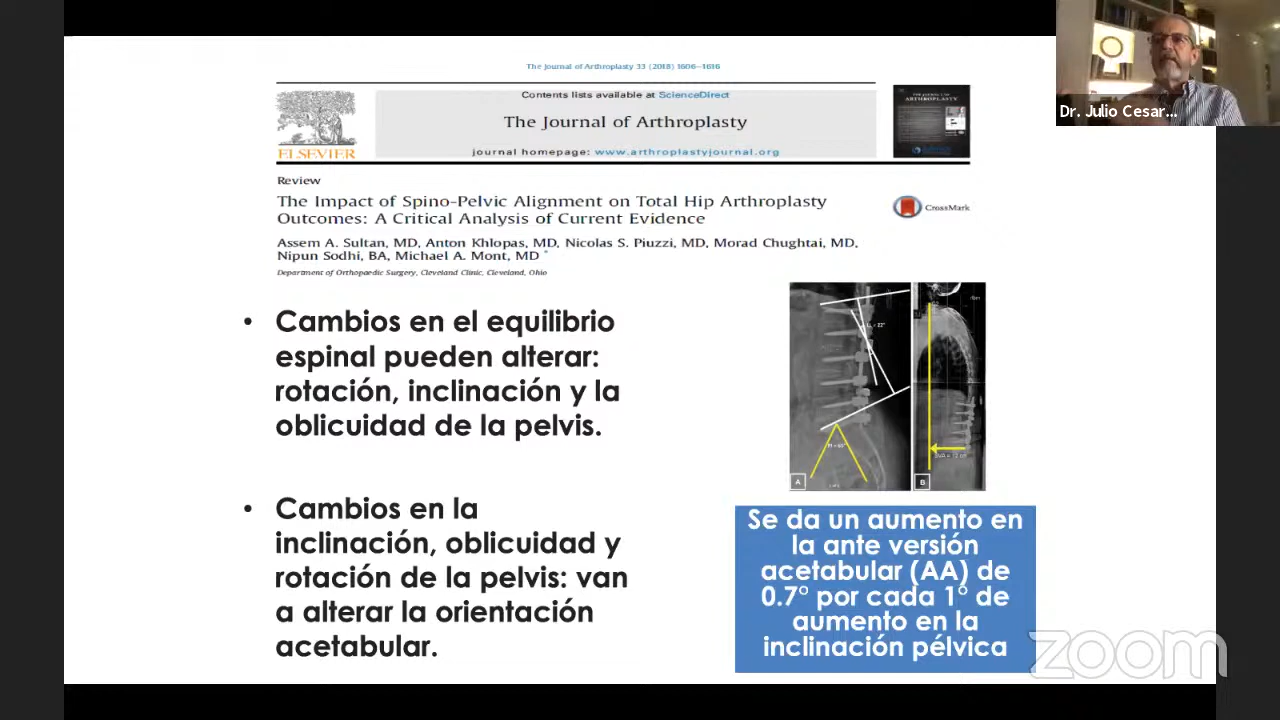 The Journal of Arthroplasty 33 (2018) 1606–1616
Contents lists available at ScienceDirect
The Journal of Arthroplasty
journal homepage: www.arthroplastyjournal.org
ELSEVIER
ARTHROPLASTY
Dr. Julio Cesar...
Review
The Impact of Spino-Pelvic Alignment on Total Hip Arthroplasty
Outcomes: A Critical Analysis of Current Evidence
CrossMark
Assem A. Sultan, MD, Anton Khlopas, MD, Nicolas S. Piuzzi, MD, Morad Chughtai, MD,
Nipun Sodhi, BA, Michael A. Mont, MD *
Department of Orthopaedic Surgery, Cleveland Clinic, Cleveland, Ohio
• Cambios en el equilibrio
espinal pueden alterar:
rotación, inclinación y la
oblicuidad de la pelvis.
• Cambios en la
inclinación, oblicuidad y
rotación de la pelvis: van
a alterar la orientación
acetabular.
A
B
Se da un aumento en
la ante versión
acetabular (AA) de
0.7° por cada 1° de
aumento en la
inclinación pélvica
zoom